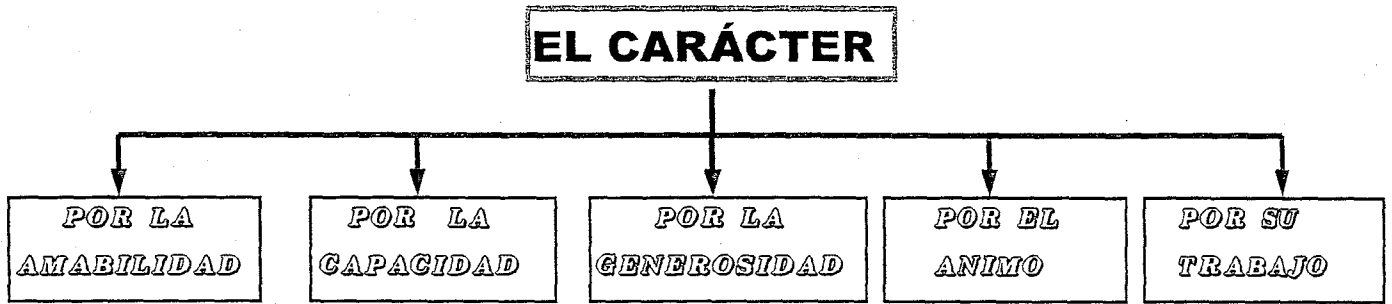 EL CARÁCTER
POR LA
AMABILIDAD
POR LA
CAPACIDAD
POR LA
GENEROSIDAD
POR EL
ANIMO
POR SU
TRABAJO